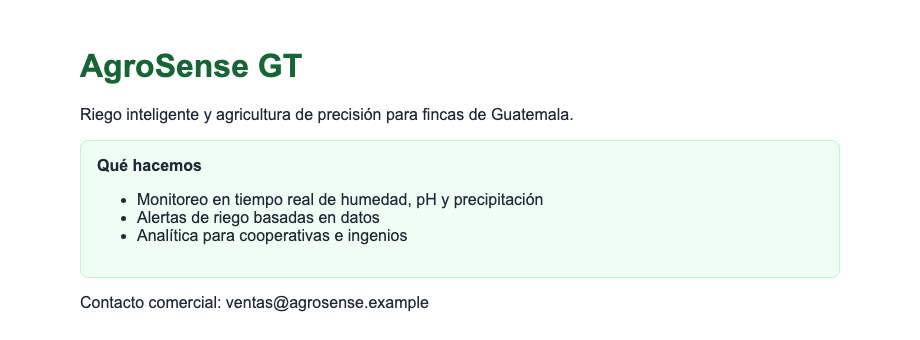 AgroSense GT
Riego inteligente y agricultura de precisión para fincas de Guatemala.
Qué hacemos
• Monitoreo en tiempo real de humedad, pH y precipitación
• Alertas de riego basadas en datos
• Analítica para cooperativas e ingenios
Contacto comercial: ventas@agrosense.example